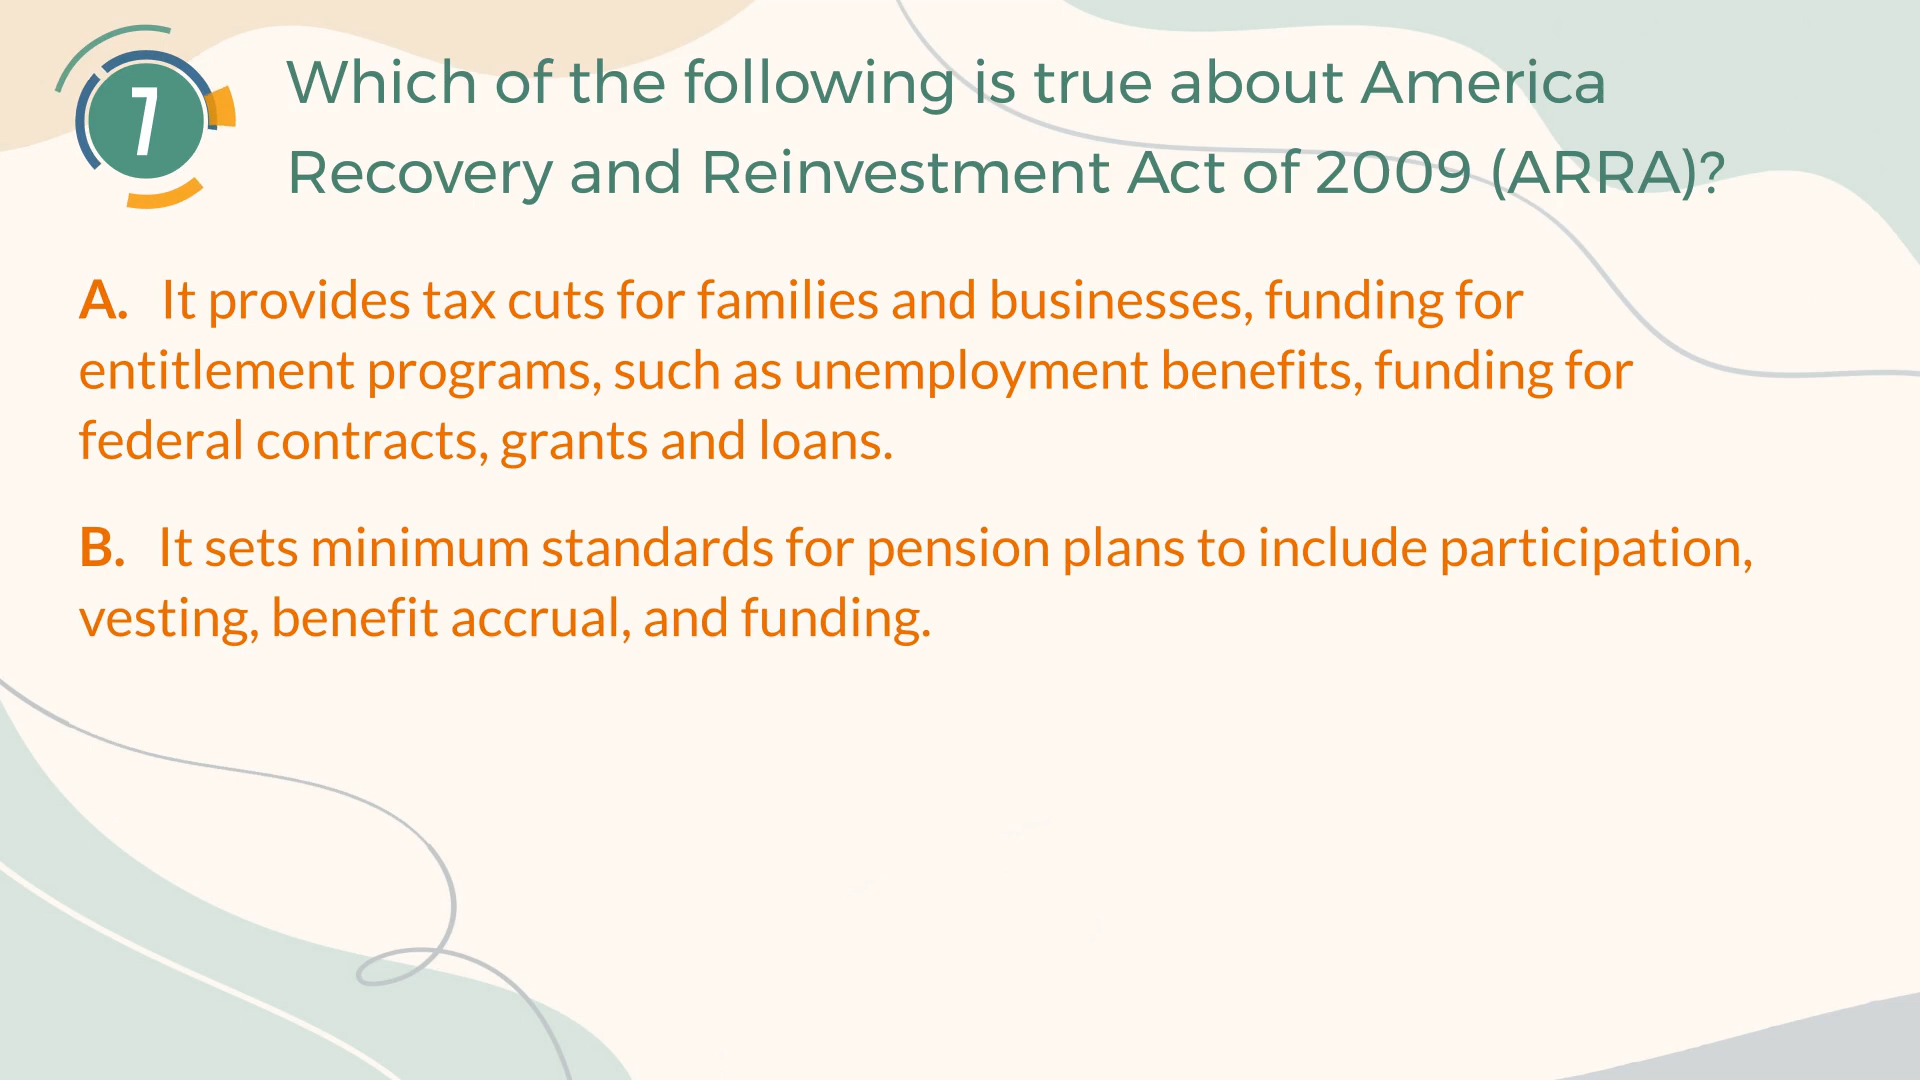 7
Which of the following is true about America
Recovery and Reinvestment Act of 2009 (ARRA)?
A. It provides tax cuts for families and businesses, funding for
entitlement programs, such as unemployment benefits, funding for
federal contracts, grants and loans.
B. It sets minimum standards for pension plans to include participation,
vesting, benefit accrual, and funding.